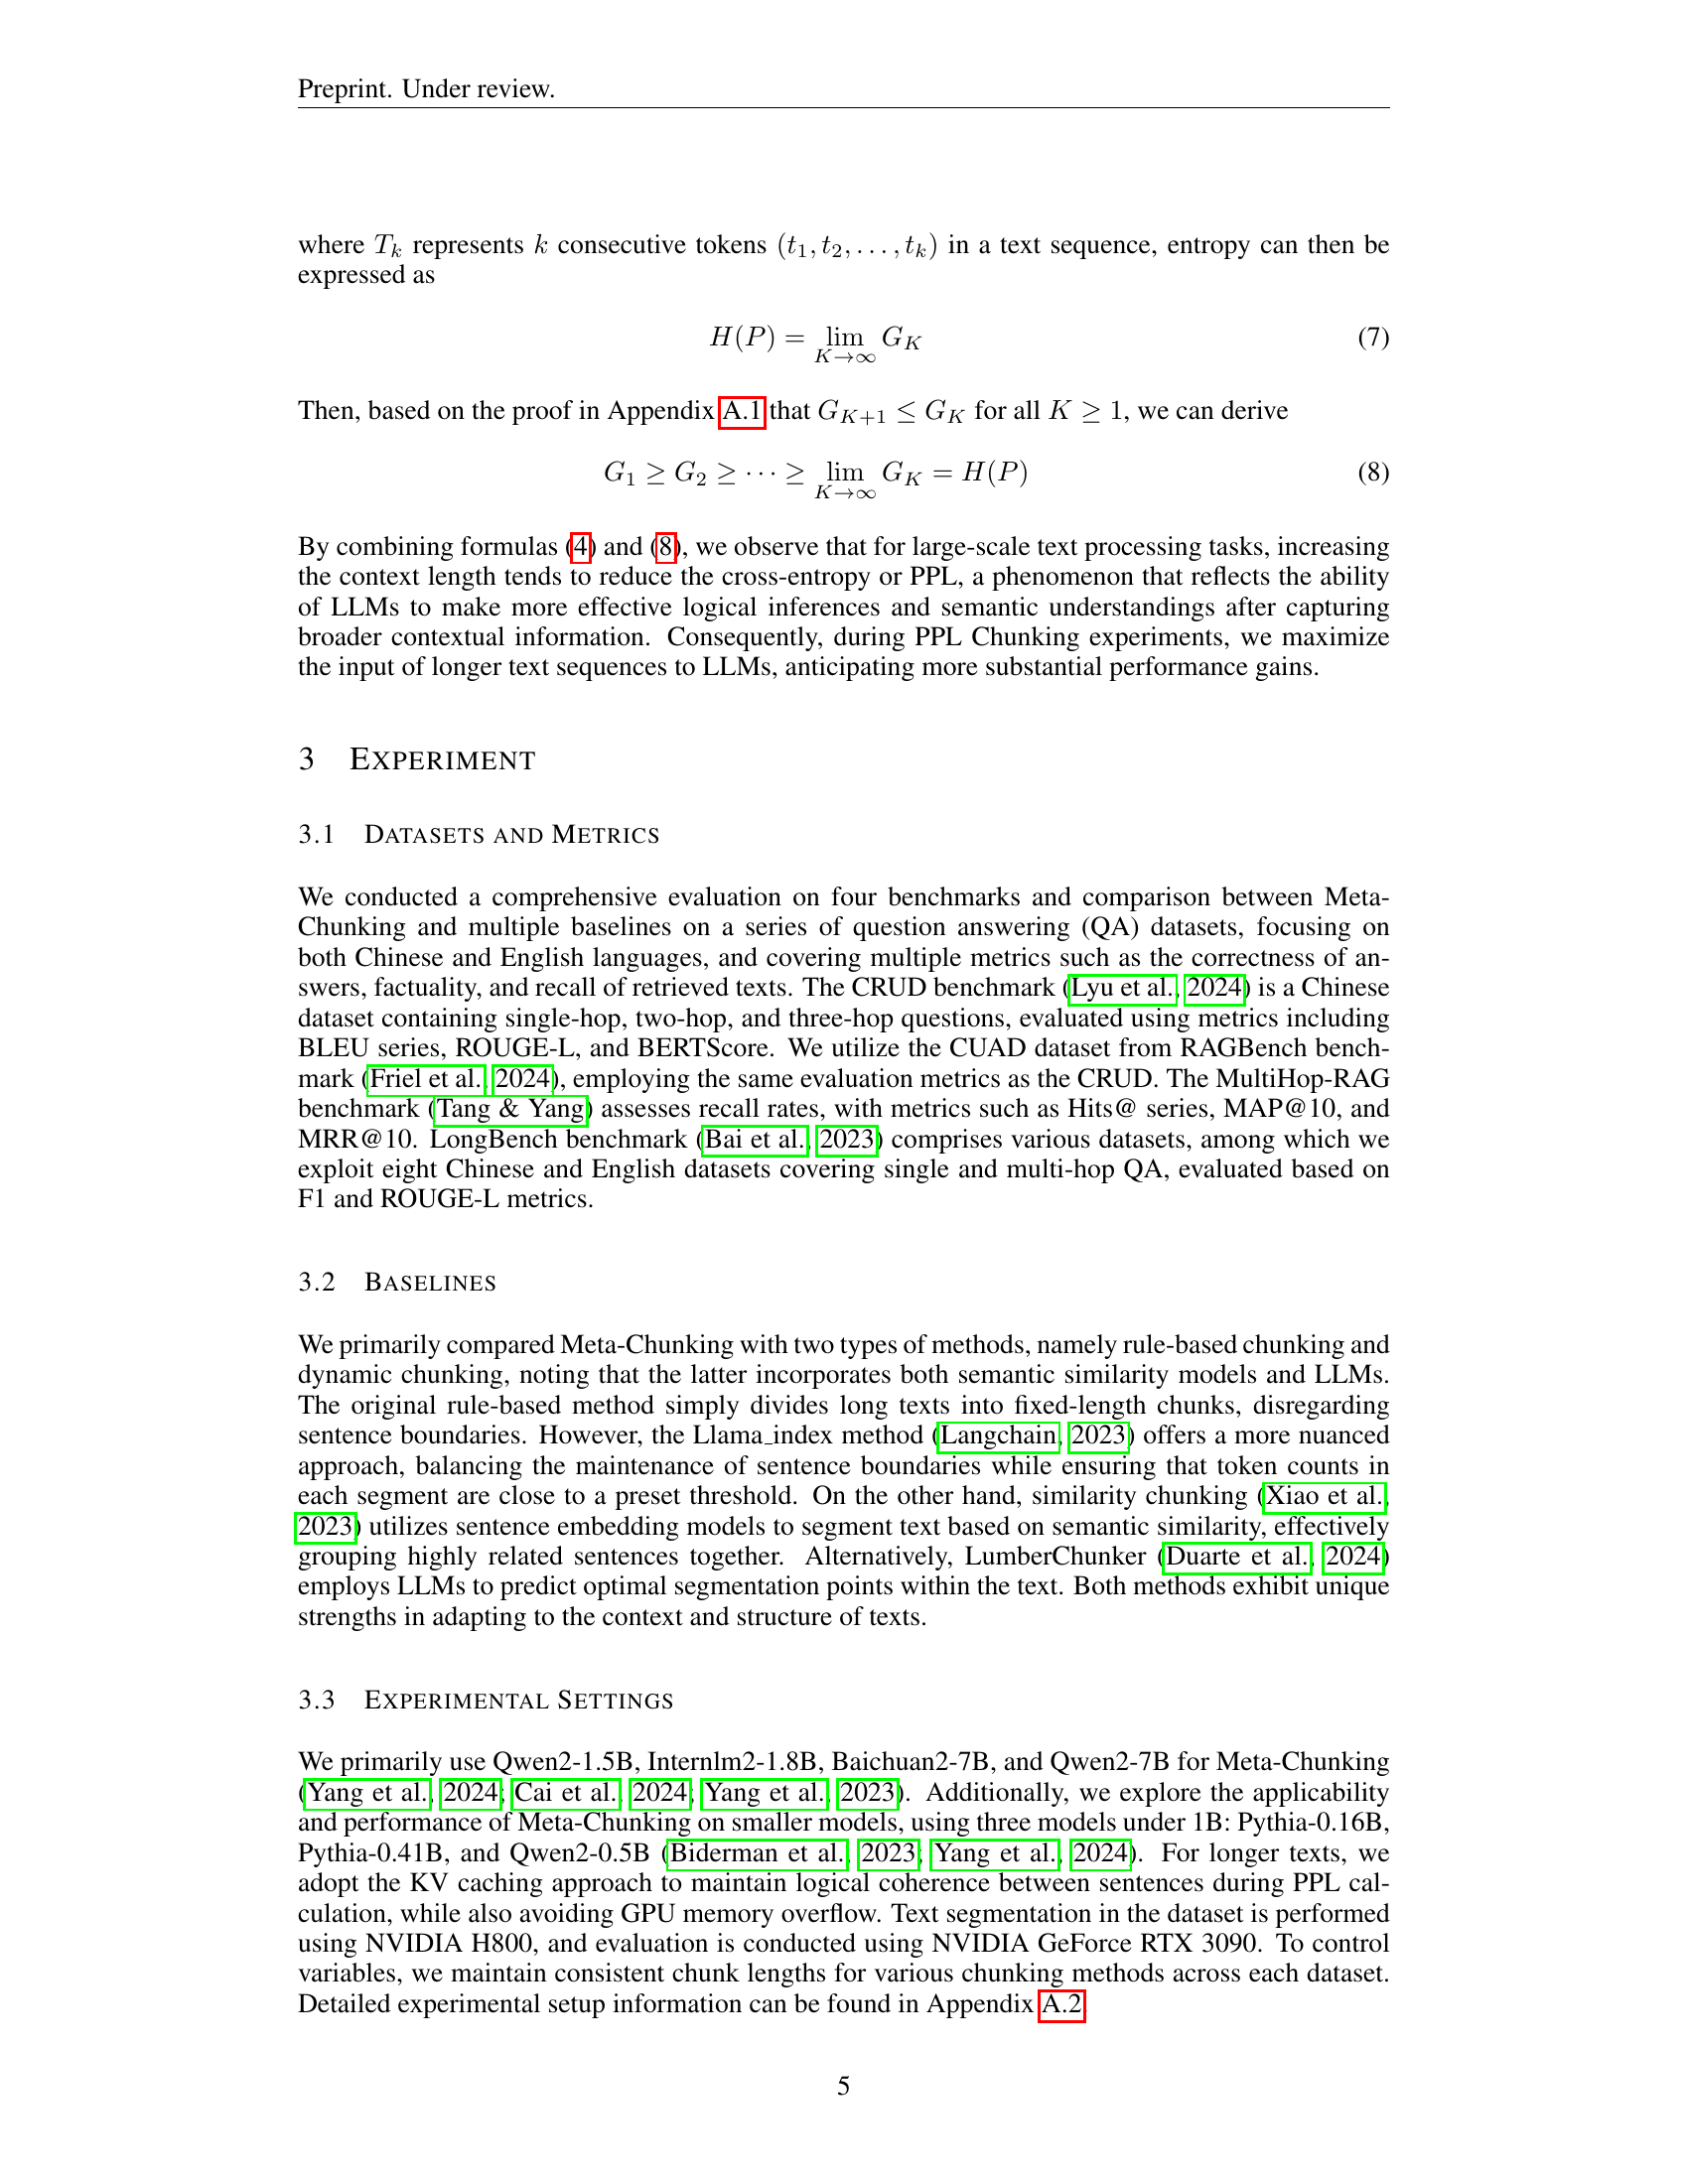 Preprint. Under review.
where T_k represents k consecutive tokens (t_1, t_2, . . . , t_k) in a text sequence, entropy can then be
expressed as
H(P) = lim_{K→∞} G_K (7)
Then, based on the proof in Appendix A.1 that G_{K+1} ≤ G_K for all K ≥ 1, we can derive
G_1 ≥ G_2 ≥ · · · ≥ lim_{K→∞} G_K = H(P) (8)
By combining formulas (4) and (8), we observe that for large-scale text processing tasks, increasing
the context length tends to reduce the cross-entropy or PPL, a phenomenon that reflects the ability
of LLMs to make more effective logical inferences and semantic understandings after capturing
broader contextual information. Consequently, during PPL Chunking experiments, we maximize
the input of longer text sequences to LLMs, anticipating more substantial performance gains.
3 EXPERIMENT
3.1 DATASETS AND METRICS
We conducted a comprehensive evaluation on four benchmarks and comparison between Meta-
Chunking and multiple baselines on a series of question answering (QA) datasets, focusing on
both Chinese and English languages, and covering multiple metrics such as the correctness of an-
swers, factuality, and recall of retrieved texts. The CRUD benchmark (Lyu et al., 2024) is a Chinese
dataset containing single-hop, two-hop, and three-hop questions, evaluated using metrics including
BLEU series, ROUGE-L, and BERTScore. We utilize the CUAD dataset from RAGBench bench-
mark (Friel et al., 2024), employing the same evaluation metrics as the CRUD. The MultiHop-RAG
benchmark (Tang & Yang) assesses recall rates, with metrics such as Hits@ series, MAP@10, and
MRR@10. LongBench benchmark (Bai et al., 2023) comprises various datasets, among which we
exploit eight Chinese and English datasets covering single and multi-hop QA, evaluated based on
F1 and ROUGE-L metrics.
3.2 BASELINES
We primarily compared Meta-Chunking with two types of methods, namely rule-based chunking and
dynamic chunking, noting that the latter incorporates both semantic similarity models and LLMs.
The original rule-based method simply divides long texts into fixed-length chunks, disregarding
sentence boundaries. However, the Llama_index method (Langchain, 2023) offers a more nuanced
approach, balancing the maintenance of sentence boundaries while ensuring that token counts in
each segment are close to a preset threshold. On the other hand, similarity chunking (Xiao et al.,
2023) utilizes sentence embedding models to segment text based on semantic similarity, effectively
grouping highly related sentences together. Alternatively, LumberChunker (Duarte et al., 2024)
employs LLMs to predict optimal segmentation points within the text. Both methods exhibit unique
strengths in adapting to the context and structure of texts.
3.3 EXPERIMENTAL SETTINGS
We primarily use Qwen2-1.5B, Internlm2-1.8B, Baichuan2-7B, and Qwen2-7B for Meta-Chunking
(Yang et al., 2024; Cai et al., 2024; Yang et al., 2023). Additionally, we explore the applicability
and performance of Meta-Chunking on smaller models, using three models under 1B: Pythia-0.16B,
Pythia-0.41B, and Qwen2-0.5B (Biderman et al., 2023; Yang et al., 2024). For longer texts, we
adopt the KV caching approach to maintain logical coherence between sentences during PPL cal-
culation, while also avoiding GPU memory overflow. Text segmentation in the dataset is performed
using NVIDIA H800, and evaluation is conducted using NVIDIA GeForce RTX 3090. To control
variables, we maintain consistent chunk lengths for various chunking methods across each dataset.
Detailed experimental setup information can be found in Appendix A.2.
5